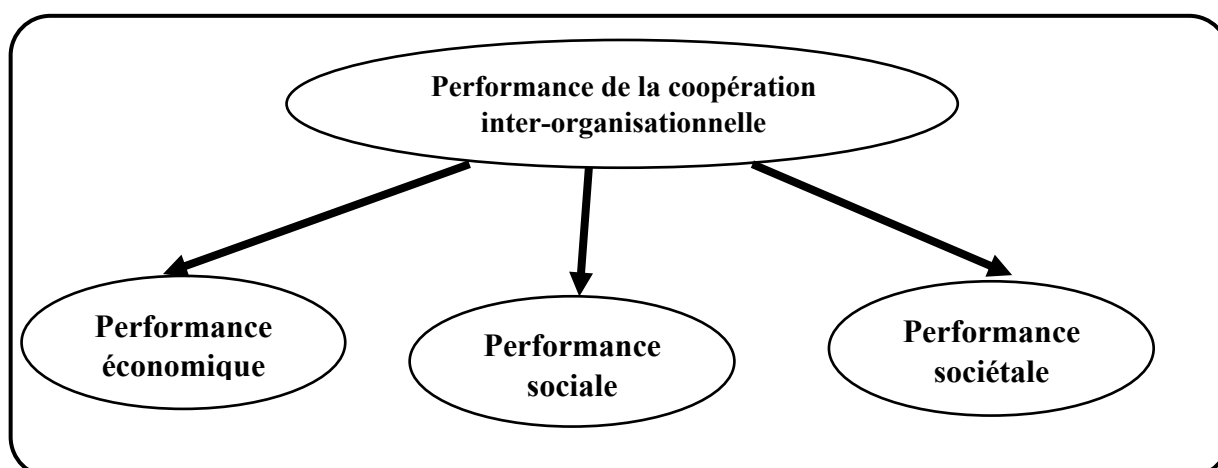 Performance de la coopération
inter-organisationnelle
Performance
économique
Performance
sociale
Performance
sociétale